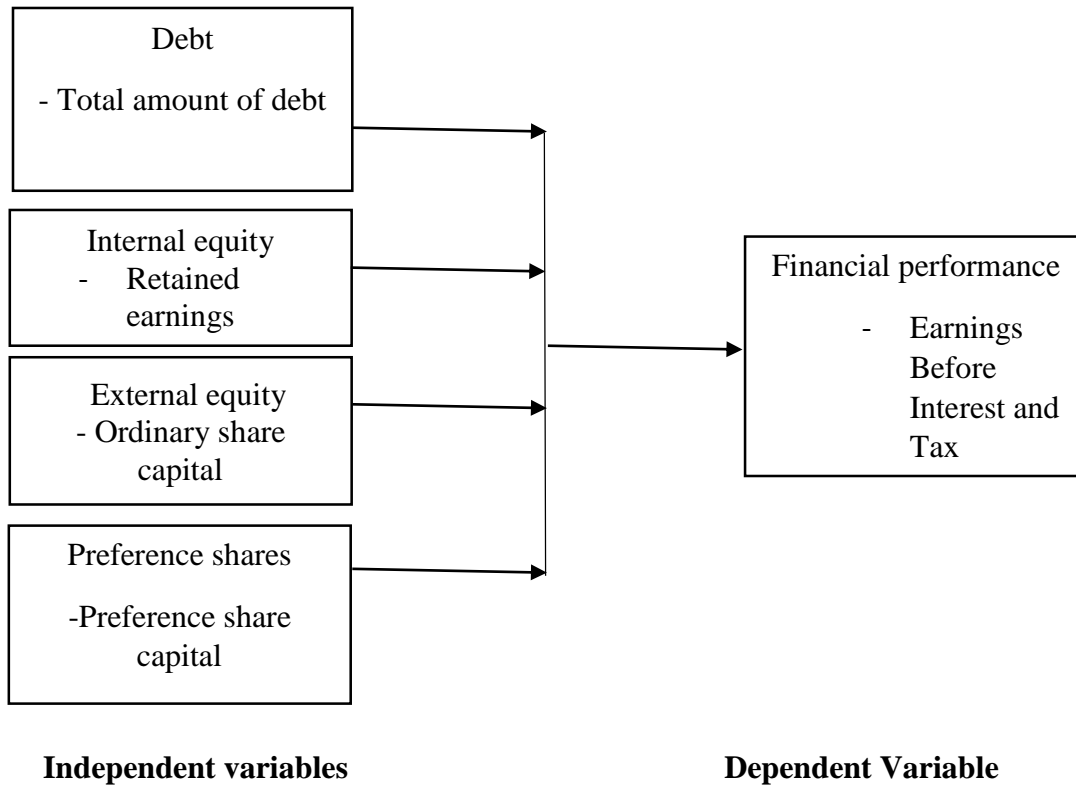 Debt
- Total amount of debt
Internal equity
- Retained
earnings
External equity
- Ordinary share
capital
Preference shares
-Preference share
capital
Financial performance
- Earnings
Before
Interest and
Tax
Independent variables
Dependent Variable